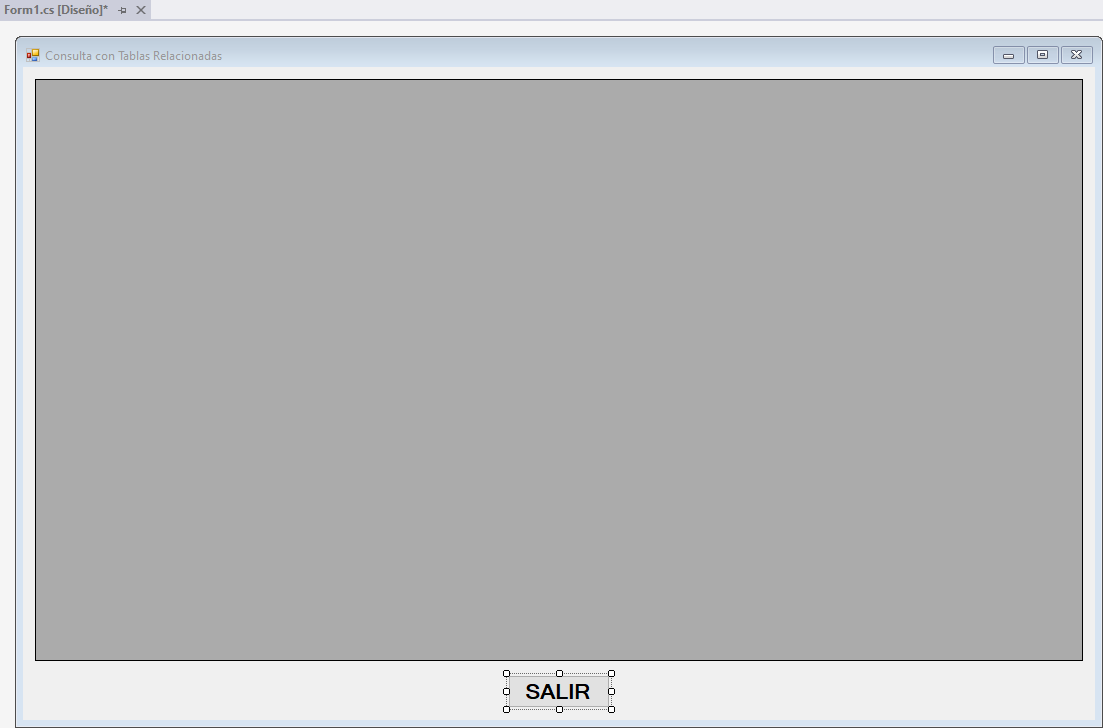 Form1.cs [Diseño]*
Consulta con Tablas Relacionadas
SALIR